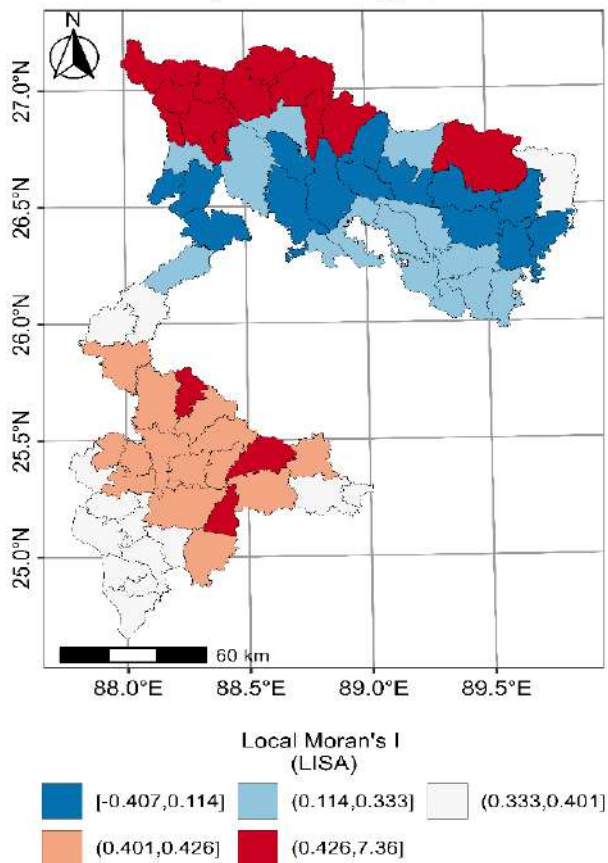 N
27.0°N
26.5°N
26.0°N
25.5°N
25.0°N
60 km
88.0°E 88.5°E 89.0°E 89.5°E
Local Moran's I
(LISA)
[-0.407,0.114] (0.114,0.333] (0.333,0.401]
(0.401,0.426] (0.426,7.36]